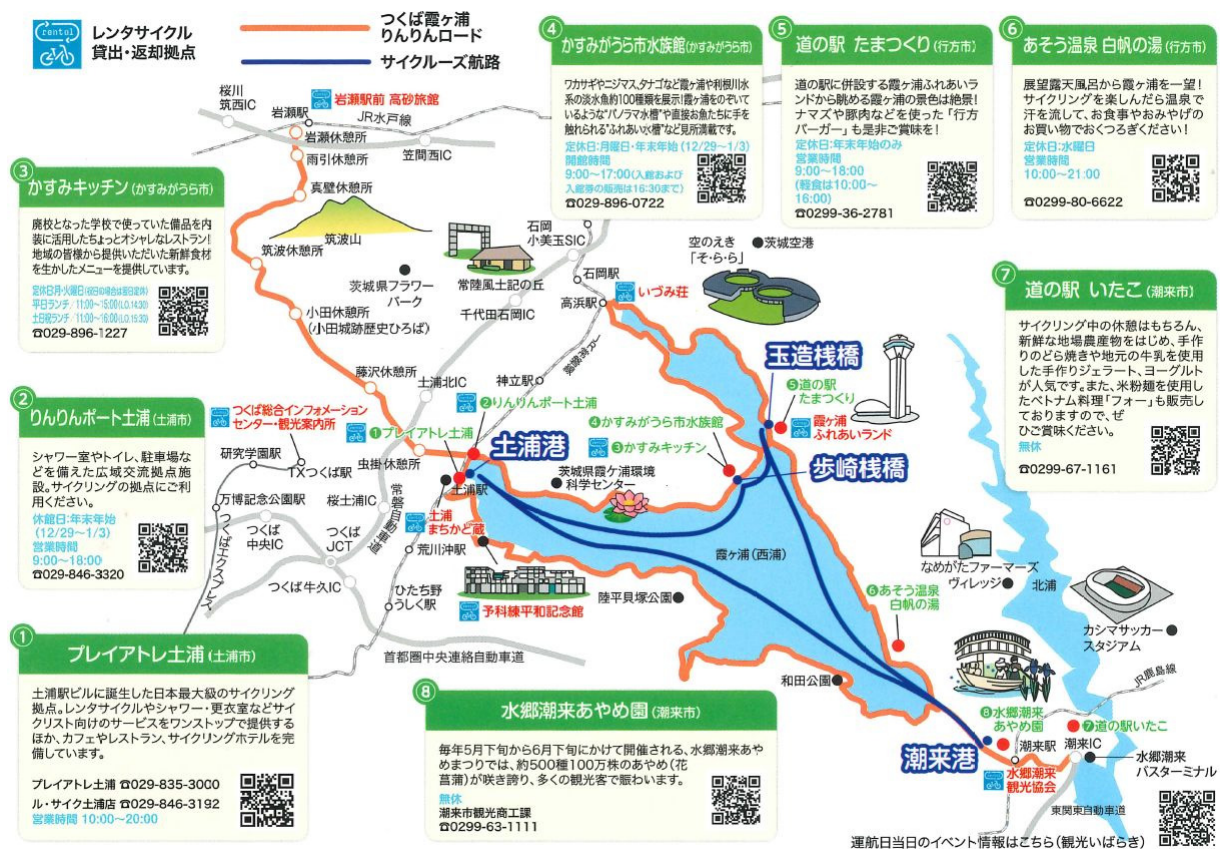 rental
レンタサイクル
貸出・返却拠点
つくば霞ヶ浦
りんりんロード
サイクルーズ航路
④
かすみがうら市水族館(かすみがうら市)
ワカサギやニジマス、タナゴなど霞ヶ浦や利根川水
系の淡水魚約100種類を展示!霞ヶ浦をのぞいて
いるような“パノラマ水槽”や直接お魚たちに手を
触れられる“ふれあい水槽”など見所満載です。
定休日:月曜日・年末年始(12/29〜1/3)
開館時間
9:00〜17:00(入館および
入館券の販売は16:30まで)
☎029-896-0722
⑤
道の駅 たまつくり(行方市)
道の駅に併設する霞ヶ浦ふれあいラ
ンドから眺める霞ヶ浦の景色は絶景!
ナマズや豚肉などを使った「行方
バーガー」も是非ご賞味を!
定休日:年末年始のみ
営業時間
9:00〜18:00
(軽食は10:00〜
16:00)
☎0299-36-2781
⑥
あそう温泉 白帆の湯(行方市)
展望露天風呂から霞ヶ浦を一望!
サイクリングを楽しんだら温泉で
汗を流して、お食事やおみやげの
お買い物でおくつろぎください!
定休日:水曜日
営業時間
10:00〜21:00
☎0299-80-6622
③
かすみキッチン(かすみがうら市)
廃校となった学校で使っていた備品を内
装に活用したちょっとオシャレなレストラン!
地域の皆様から提供いただいた新鮮食材
を生かしたメニューを提供しています。
定休日:月・火曜日(祝日の場合は翌日定休)
平日ランチ/11:00〜15:00(L.O.14:30)
土日祝ランチ/11:00〜16:00(L.O.15:30)
☎029-896-1227
⑦
道の駅 いたこ(潮来市)
サイクリング中の休憩はもちろん、
新鮮な地場農産物をはじめ、手作
りのどら焼きや地元の牛乳を使用
した手作りジェラート、ヨーグルト
が人気です。また、米粉麺を使用し
たベトナム料理「フォー」も販売し
ておりますので、ぜ
ひご賞味ください。
無休
☎0299-67-1161
②
りんりんポート土浦(土浦市)
シャワー室やトイレ、駐車場な
どを備えた広域交流拠点施
設。サイクリングの拠点にご利
用ください。
休館日:年末年始
(12/29〜1/3)
営業時間
9:00〜18:00
☎029-846-3320
①
プレイアトレ土浦(土浦市)
土浦駅ビルに誕生した日本最大級のサイクリング
拠点。レンタサイクルやシャワー・更衣室などサイ
クリスト向けのサービスをワンストップで提供する
ほか、カフェやレストラン、サイクリングホテルを完
備しています。
プレイアトレ土浦 ☎029-835-3000
ル・サイク土浦店 ☎029-846-3192
営業時間 10:00〜20:00
⑧
水郷潮来あやめ園(潮来市)
毎年5月下旬から6月下旬にかけて開催される、水郷潮来あや
めまつりでは、約500種100万株のあやめ(花
菖蒲)が咲き誇り、多くの観光客で賑わいます。
無休
潮来市観光商工課
☎0299-63-1111
桜川
筑西IC
岩瀬駅
岩瀬駅前 高砂旅館
JR水戸線
岩瀬休憩所
雨引休憩所
笠間西IC
真壁休憩所
筑波山
筑波休憩所
茨城県フラワー
パーク
常陸風土記の丘
石岡
小美玉SIC
石岡駅
高浜駅
いづみ荘
空のえき
「そ・ら・ら」
茨城空港
小田休憩所
(小田城跡歴史ひろば)
千代田石岡IC
JR常磐線
藤沢休憩所
土浦北IC
神立駅
②りんりんポート土浦
玉造桟橋
⑤道の駅
たまつくり
霞ヶ浦
ふれあいランド
つくば総合インフォメーション
センター・観光案内所
①プレイアトレ土浦
④かすみがうら市水族館
③かすみキッチン
研究学園駅
TXつくば駅
虫掛休憩所
土浦港
土浦駅
茨城県霞ヶ浦環境
科学センター
歩崎桟橋
万博記念公園駅
桜土浦IC
常磐自動車道
土浦
まちかど蔵
つくば
中央IC
つくば
JCT
荒川沖駅
霞ヶ浦(西浦)
なめがたファーマーズ
ヴィレッジ
北浦
つくばエクスプレス
つくば牛久IC
ひたち野
うしく駅
予科練平和記念館
陸平貝塚公園
⑥あそう温泉
白帆の湯
カシマサッカー
スタジアム
首都圏中央連絡自動車道
和田公園
JR鹿島線
⑧水郷潮来
あやめ園
⑦道の駅いたこ
潮来港
潮来駅
潮来IC
水郷潮来
観光協会
水郷潮来
バスターミナル
東関東自動車道
運航日当日のイベント情報はこちら(観光いばらき)